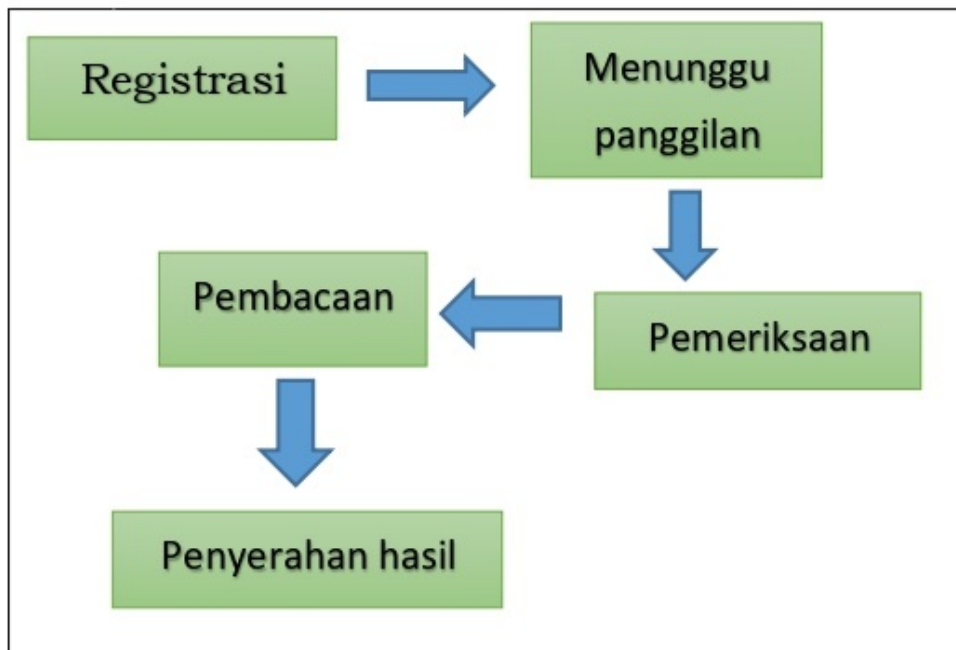 Registrasi
Menunggu
panggilan
Pemeriksaan
Pembacaan
Penyerahan hasil